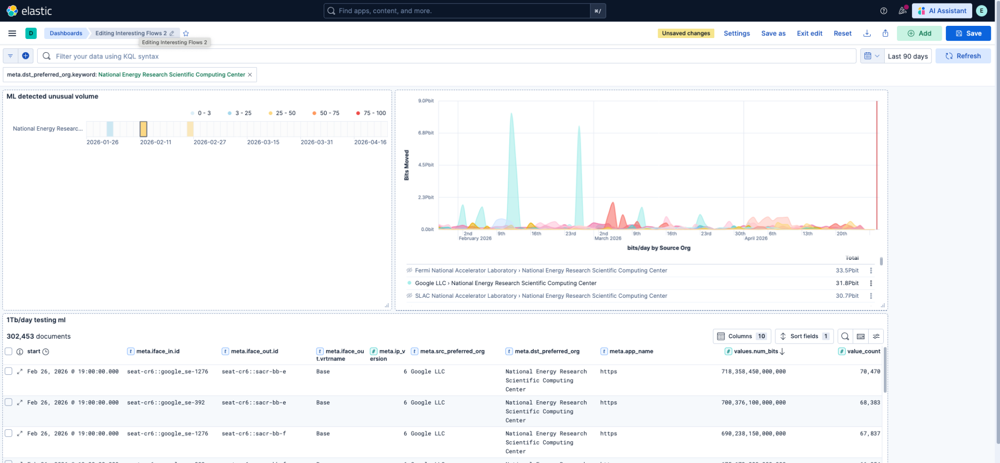 elastic
Find apps, content, and more.
⌘/
AI Assistant
E
D
Dashboards
Editing Interesting Flows 2
Unsaved changes
Settings
Save as
Exit edit
Reset
Add
Save
Editing Interesting Flows 2
Filter your data using KQL syntax
Last 90 days
Refresh
meta.dst_preferred_org.keyword: National Energy Research Scientific Computing Center
ML detected unusual volume
0 - 3
3 - 25
25 - 50
50 - 75
75 - 100
National Energy Researc...
2026-01-26
2026-02-11
2026-02-27
2026-03-15
2026-03-31
2026-04-16
9.0Pbit
6.8Pbit
4.5Pbit
2.3Pbit
0.0bit
Bits Moved
2nd
9th
16th
23rd
2nd
9th
16th
23rd
30th
6th
13th
20th
February 2026
March 2026
April 2026
bits/day by Source Org
Total
Fermi National Accelerator Laboratory › National Energy Research Scientific Computing Center 33.5Pbit
Google LLC › National Energy Research Scientific Computing Center 31.8Pbit
SLAC National Accelerator Laboratory › National Energy Research Scientific Computing Center 30.7Pbit
1Tb/day testing ml
302,453 documents
Columns 10
Sort fields 1
start
t meta.iface_in.id
t meta.iface_out.id
t meta.iface_ou
t.vrtrname
# meta.ip_v
ersion
t meta.src_preferred_org
t meta.dst_preferred_org
t meta.app_name
# values.num_bits
# value_count
Feb 26, 2026 @ 19:00:00.000 seat-cr6::google_se-1276 seat-cr6::sacr-bb-e Base 6 Google LLC National Energy Research https 718,358,450,000,000 70,470
Scientific Computing
Center
Feb 26, 2026 @ 19:00:00.000 seat-cr6::google_se-392 seat-cr6::sacr-bb-e Base 6 Google LLC National Energy Research https 700,376,100,000,000 68,383
Scientific Computing
Center
Feb 26, 2026 @ 19:00:00.000 seat-cr6::google_se-1276 seat-cr6::sacr-bb-f Base 6 Google LLC National Energy Research https 690,238,150,000,000 67,837
Scientific Computing
Center